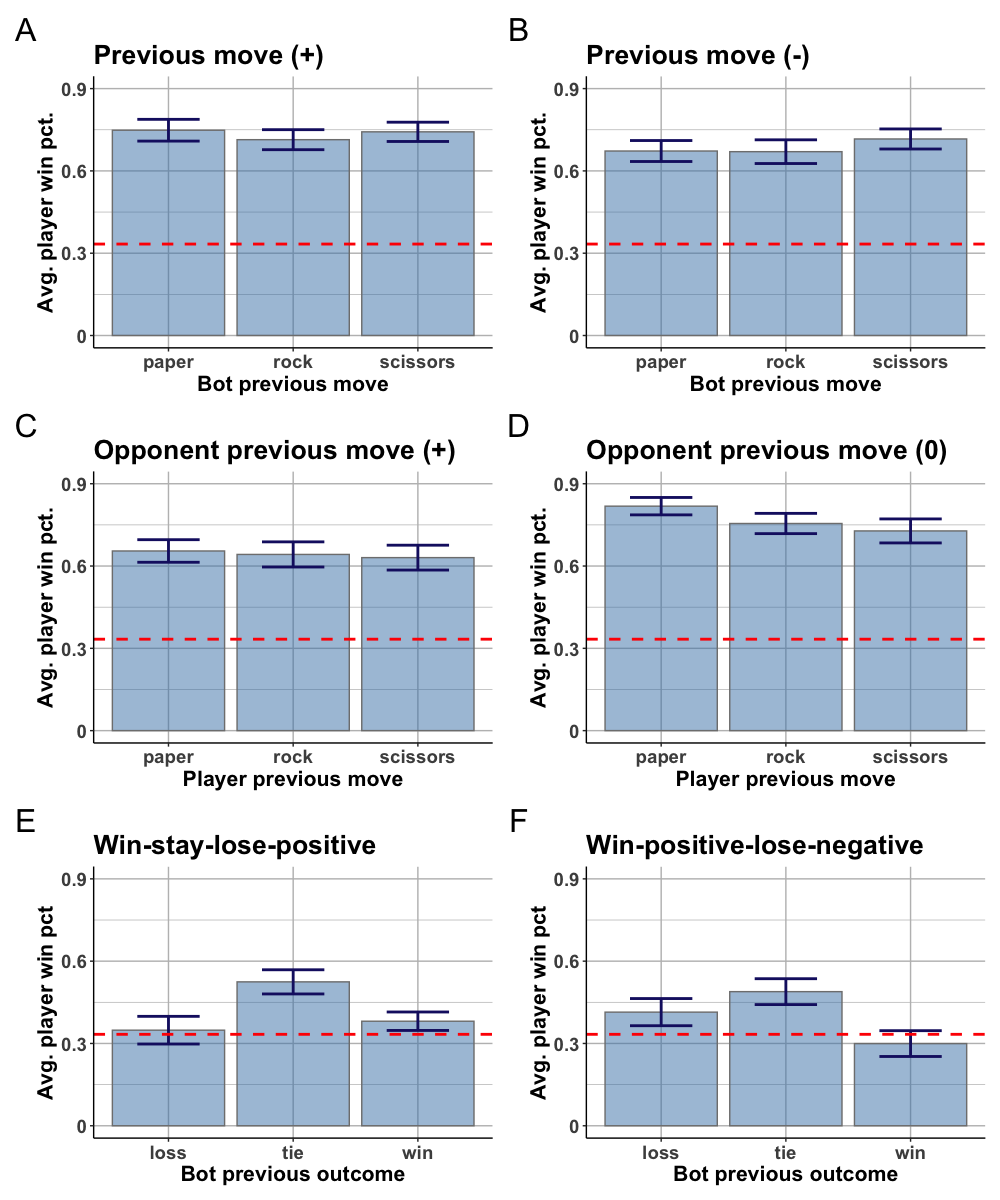 A
Previous move (+)
Avg. player win pct.
0.9
0.6
0.3
0
paper rock scissors
Bot previous move
B
Previous move (-)
Avg. player win pct.
0.9
0.6
0.3
0
paper rock scissors
Bot previous move
C
Opponent previous move (+)
Avg. player win pct.
0.9
0.6
0.3
0
paper rock scissors
Player previous move
D
Opponent previous move (0)
Avg. player win pct.
0.9
0.6
0.3
0
paper rock scissors
Player previous move
E
Win-stay-lose-positive
Avg. player win pct
0.9
0.6
0.3
0
loss tie win
Bot previous outcome
F
Win-positive-lose-negative
Avg. player win pct
0.9
0.6
0.3
0
loss tie win
Bot previous outcome